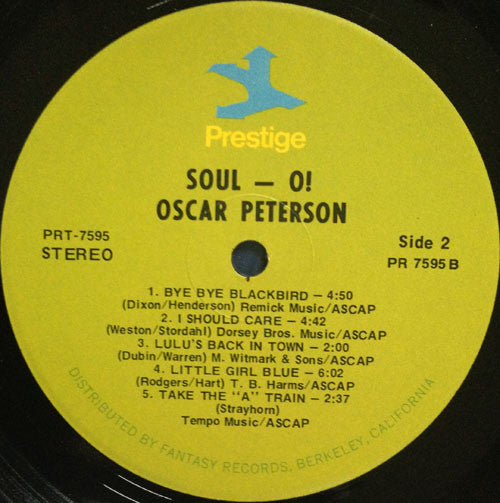 Prestige
SOUL — O!
OSCAR PETERSON
PRT-7595
STEREO
Side 2
PR 7595 B
1. BYE BYE BLACKBIRD — 4:50
(Dixon/Henderson) Remick Music/ASCAP
2. I SHOULD CARE — 4:42
(Weston/Stordahl) Dorsey Bros. Music/ASCAP
3. LULU'S BACK IN TOWN — 2:00
(Dubin/Warren) M. Witmark & Sons/ASCAP
4. LITTLE GIRL BLUE — 6:02
(Rodgers/Hart) T. B. Harms/ASCAP
5. TAKE THE "A" TRAIN — 2:37
(Strayhorn)
Tempo Music/ASCAP
DISTRIBUTED BY FANTASY RECORDS, BERKELEY, CALIFORNIA